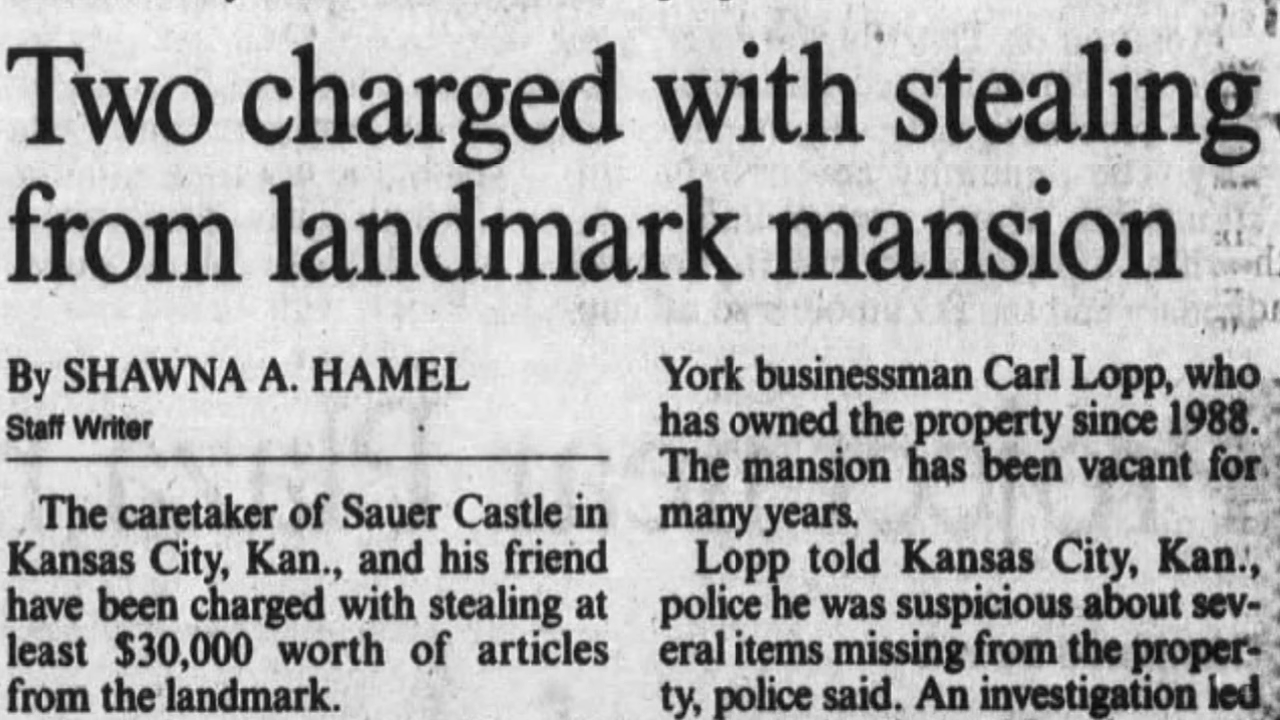 Two charged with stealing
from landmark mansion
By SHAWNA A. HAMEL
Staff Writer
The caretaker of Sauer Castle in
Kansas City, Kan., and his friend
have been charged with stealing at
least $30,000 worth of articles
from the landmark.
York businessman Carl Lopp, who
has owned the property since 1988.
The mansion has been vacant for
many years.
Lopp told Kansas City, Kan.,
police he was suspicious about sev-
eral items missing from the proper-
ty, police said. An investigation led